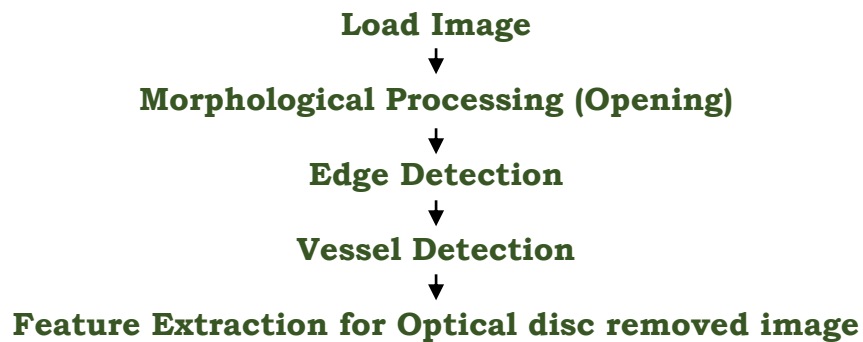 Load Image
Morphological Processing (Opening)
Edge Detection
Vessel Detection
Feature Extraction for Optical disc removed image